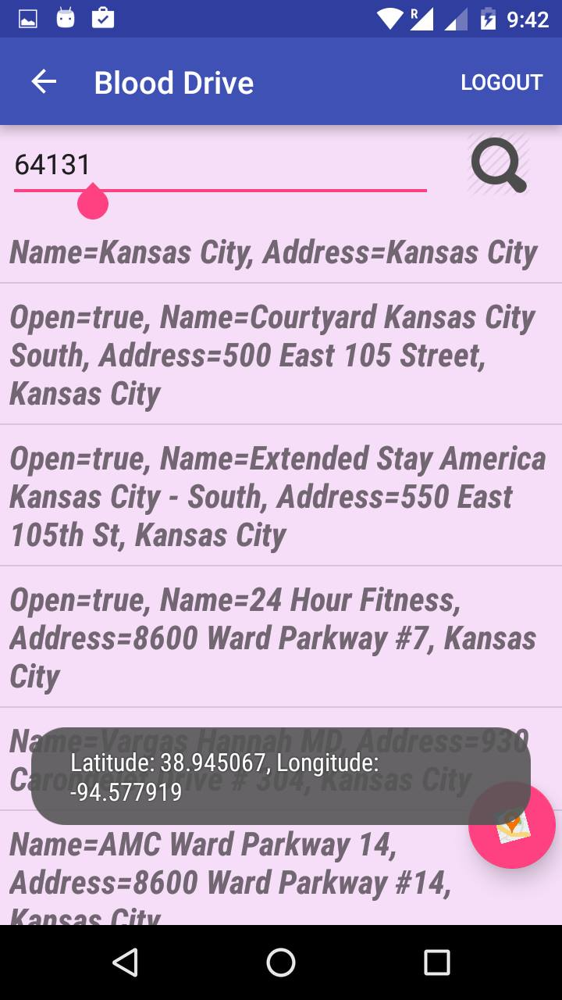 R 9:42
Blood Drive LOGOUT
64131
Name=Kansas City, Address=Kansas City
Open=true, Name=Courtyard Kansas City
South, Address=500 East 105 Street,
Kansas City
Open=true, Name=Extended Stay America
Kansas City - South, Address=550 East
105th St, Kansas City
Open=true, Name=24 Hour Fitness,
Address=8600 Ward Parkway #7, Kansas
City
Name=Vargas Hannah MD, Address=930
Carondelet Drive # 304, Kansas City
Latitude: 38.945067, Longitude:
-94.577919
Name=AMC Ward Parkway 14,
Address=8600 Ward Parkway #14,
Kansas City